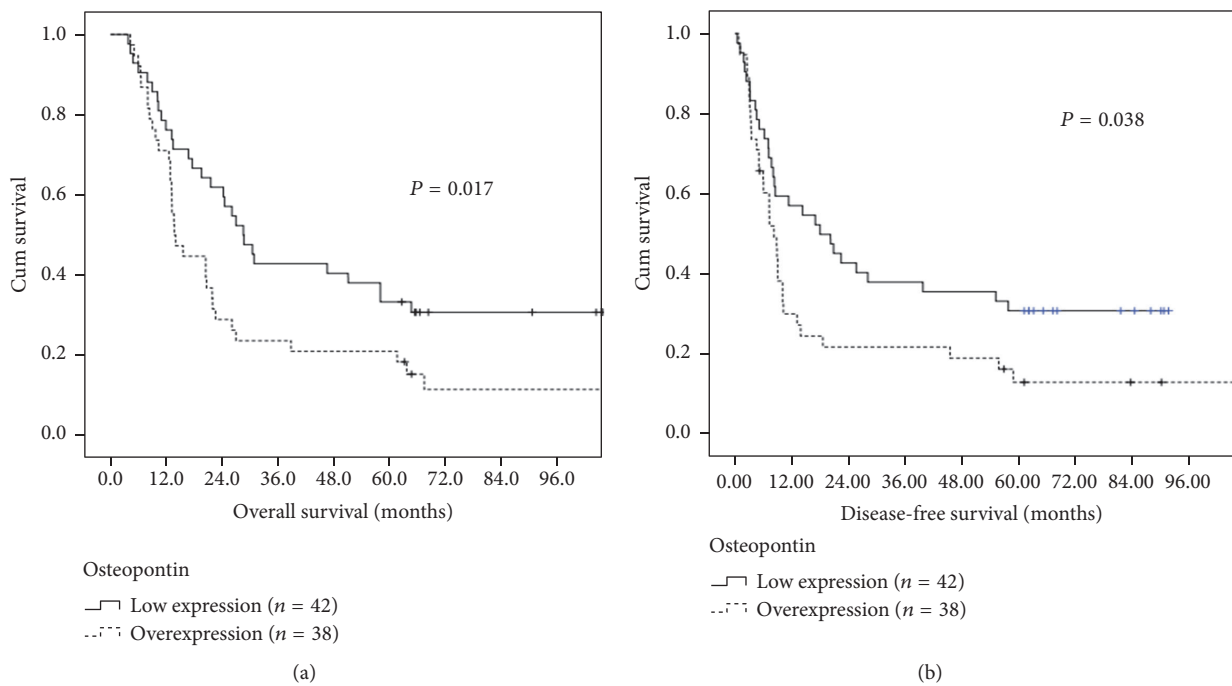 1.0
0.8
0.6
0.4
0.2
0.0
Cum survival
P = 0.017
0.0 12.0 24.0 36.0 48.0 60.0 72.0 84.0 96.0
Overall survival (months)
Osteopontin
Low expression (n = 42)
Overexpression (n = 38)
(a)
1.0
0.8
0.6
0.4
0.2
0.0
Cum survival
P = 0.038
0.00 12.00 24.00 36.00 48.00 60.00 72.00 84.00 96.00
Disease-free survival (months)
Osteopontin
Low expression (n = 42)
Overexpression (n = 38)
(b)